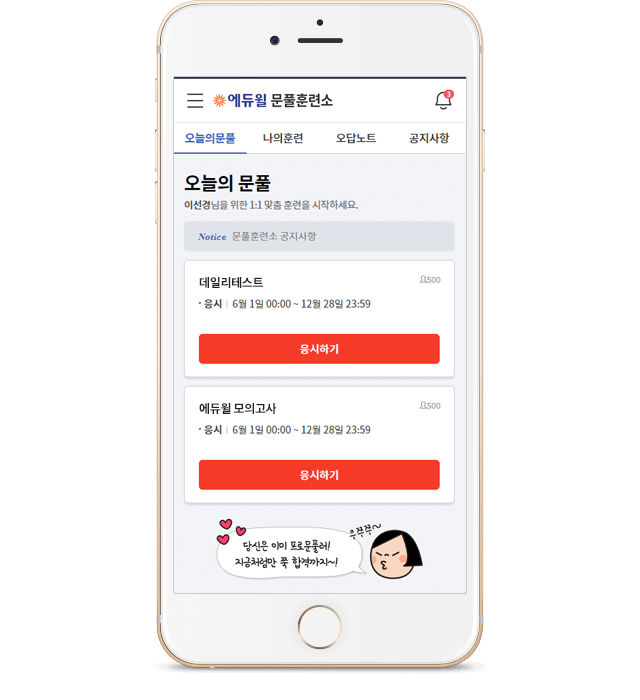 에듀윌 문풀훈련소
3
오늘의문풀 나의훈련 오답노트 공지사항
오늘의 문풀
이선경님을 위한 1:1 맞춤 훈련을 시작하세요.
Notice 문풀훈련소 공지사항
데일리테스트 500
• 응시 | 6월 1일 00:00 ~ 12월 28일 23:59
응시하기
에듀윌 모의고사 500
• 응시 | 6월 1일 00:00 ~ 12월 28일 23:59
응시하기
우쭈쭈~
당신은 이미 프로문풀러!
지금처럼만 쭉 합격까지~!